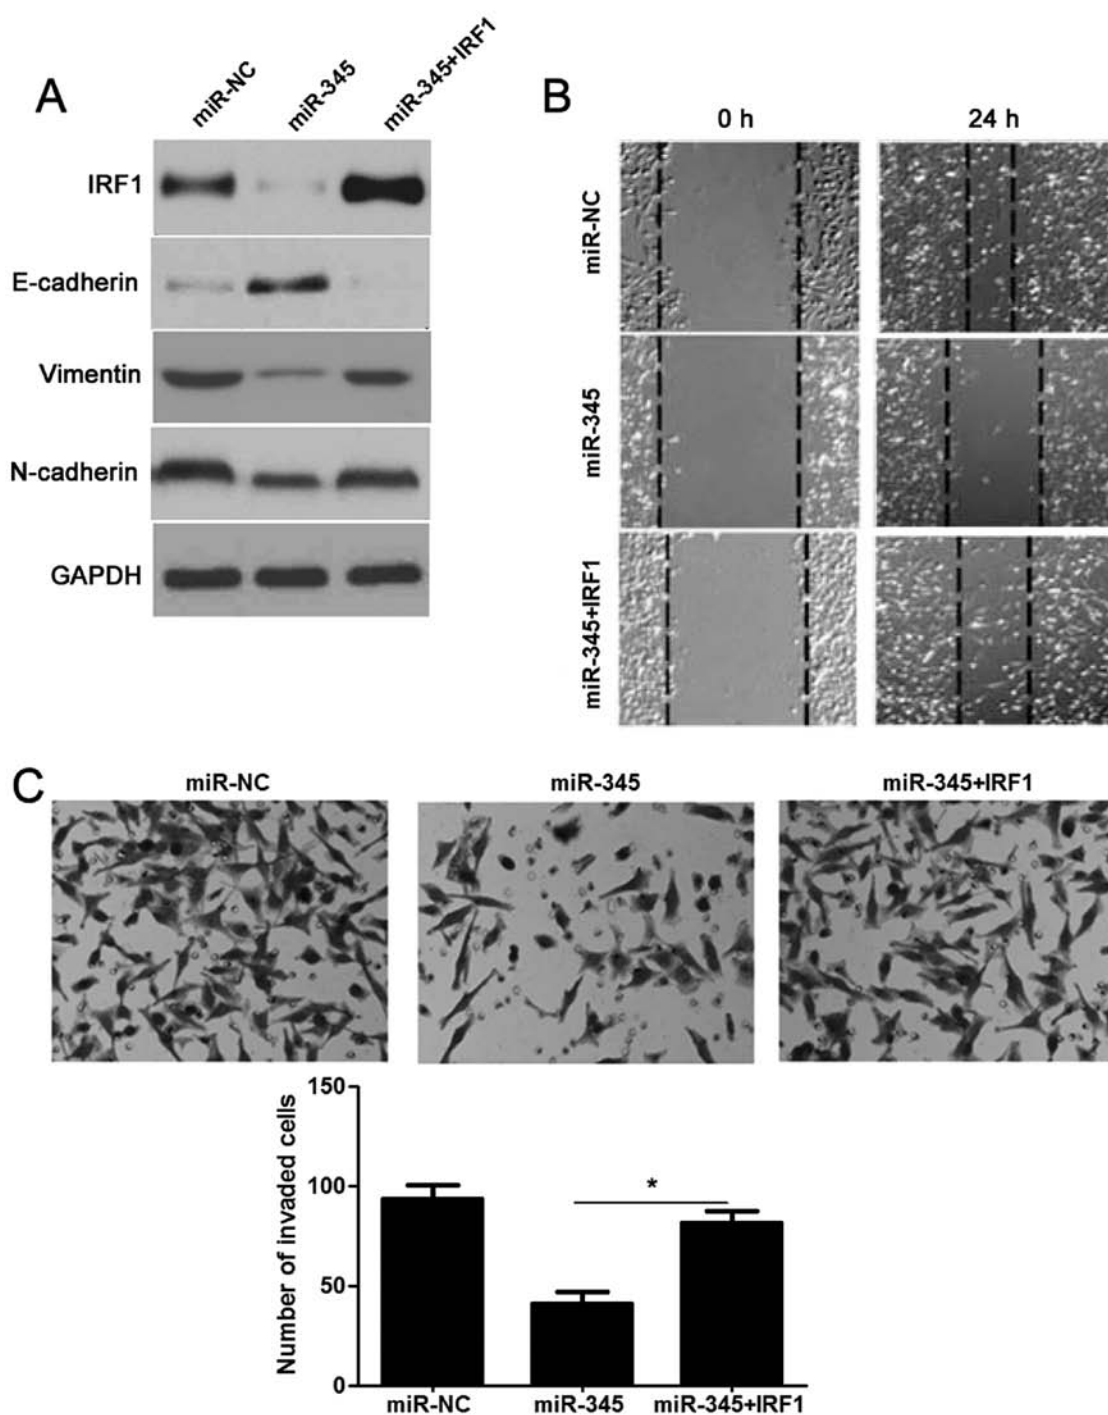 A
miR-NC
miR-345
miR-345+IRF1
IRF1
E-cadherin
Vimentin
N-cadherin
GAPDH
B
0 h
24 h
miR-NC
miR-345
miR-345+IRF1
C
miR-NC
miR-345
miR-345+IRF1
Number of invaded cells
150
100
50
0
*
miR-NC
miR-345
miR-345+IRF1